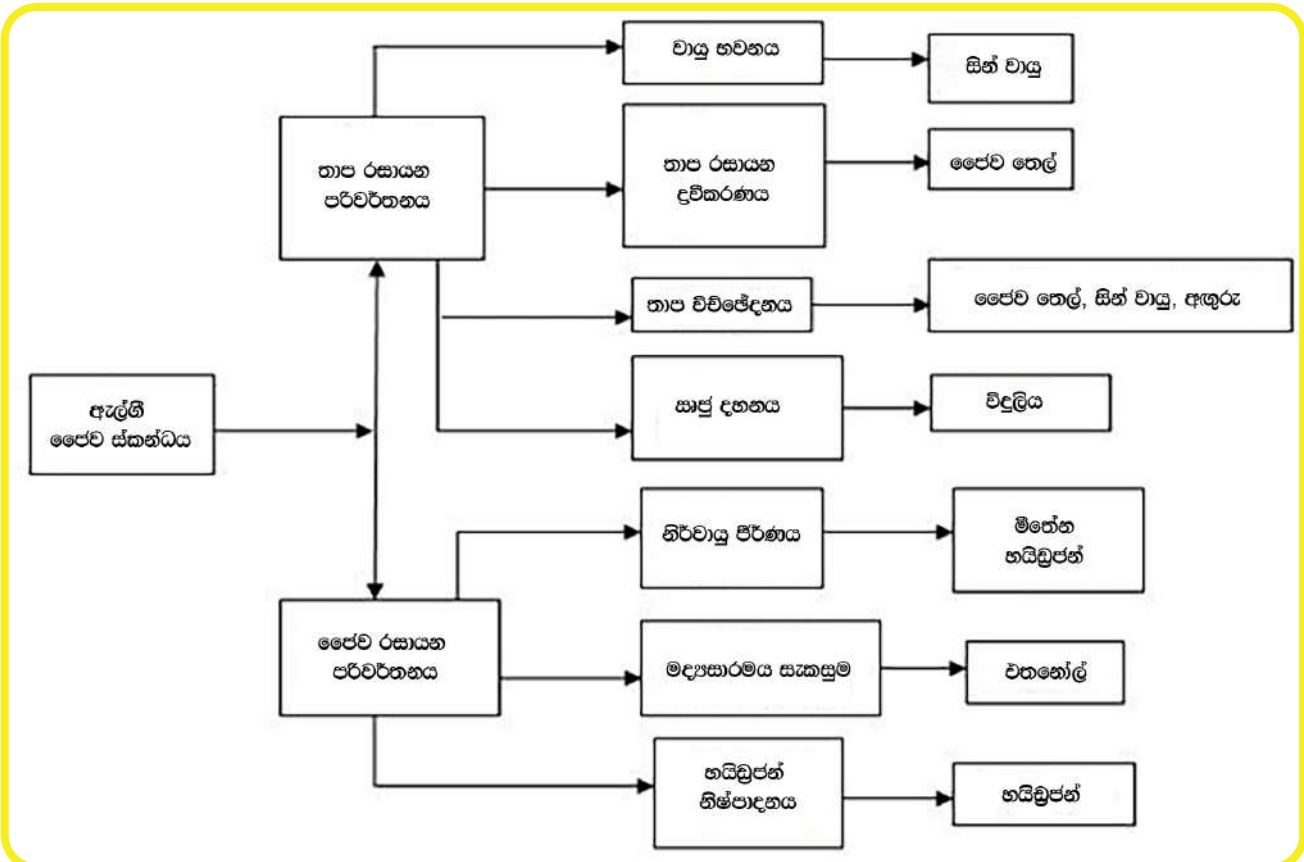 වායු භවනය
සින් වායු
තාප රසායන
පරිවර්තනය
තාප රසායන
ද්‍රවීකරණය
ජෛව තෙල්
තාප විච්ඡේදනය
ජෛව තෙල්, සින් වායු, අඟුරු
ඇල්ගී
ජෛව ස්කන්ධය
ඍජු දහනය
විදුලිය
නිර්වායු ජීර්ණය
මීතේන
හයිඩ්‍රජන්
ජෛව රසායන
පරිවර්තනය
මද්‍යසාරමය සැකසුම
එතනෝල්
හයිඩ්‍රජන්
නිෂ්පාදනය
හයිඩ්‍රජන්